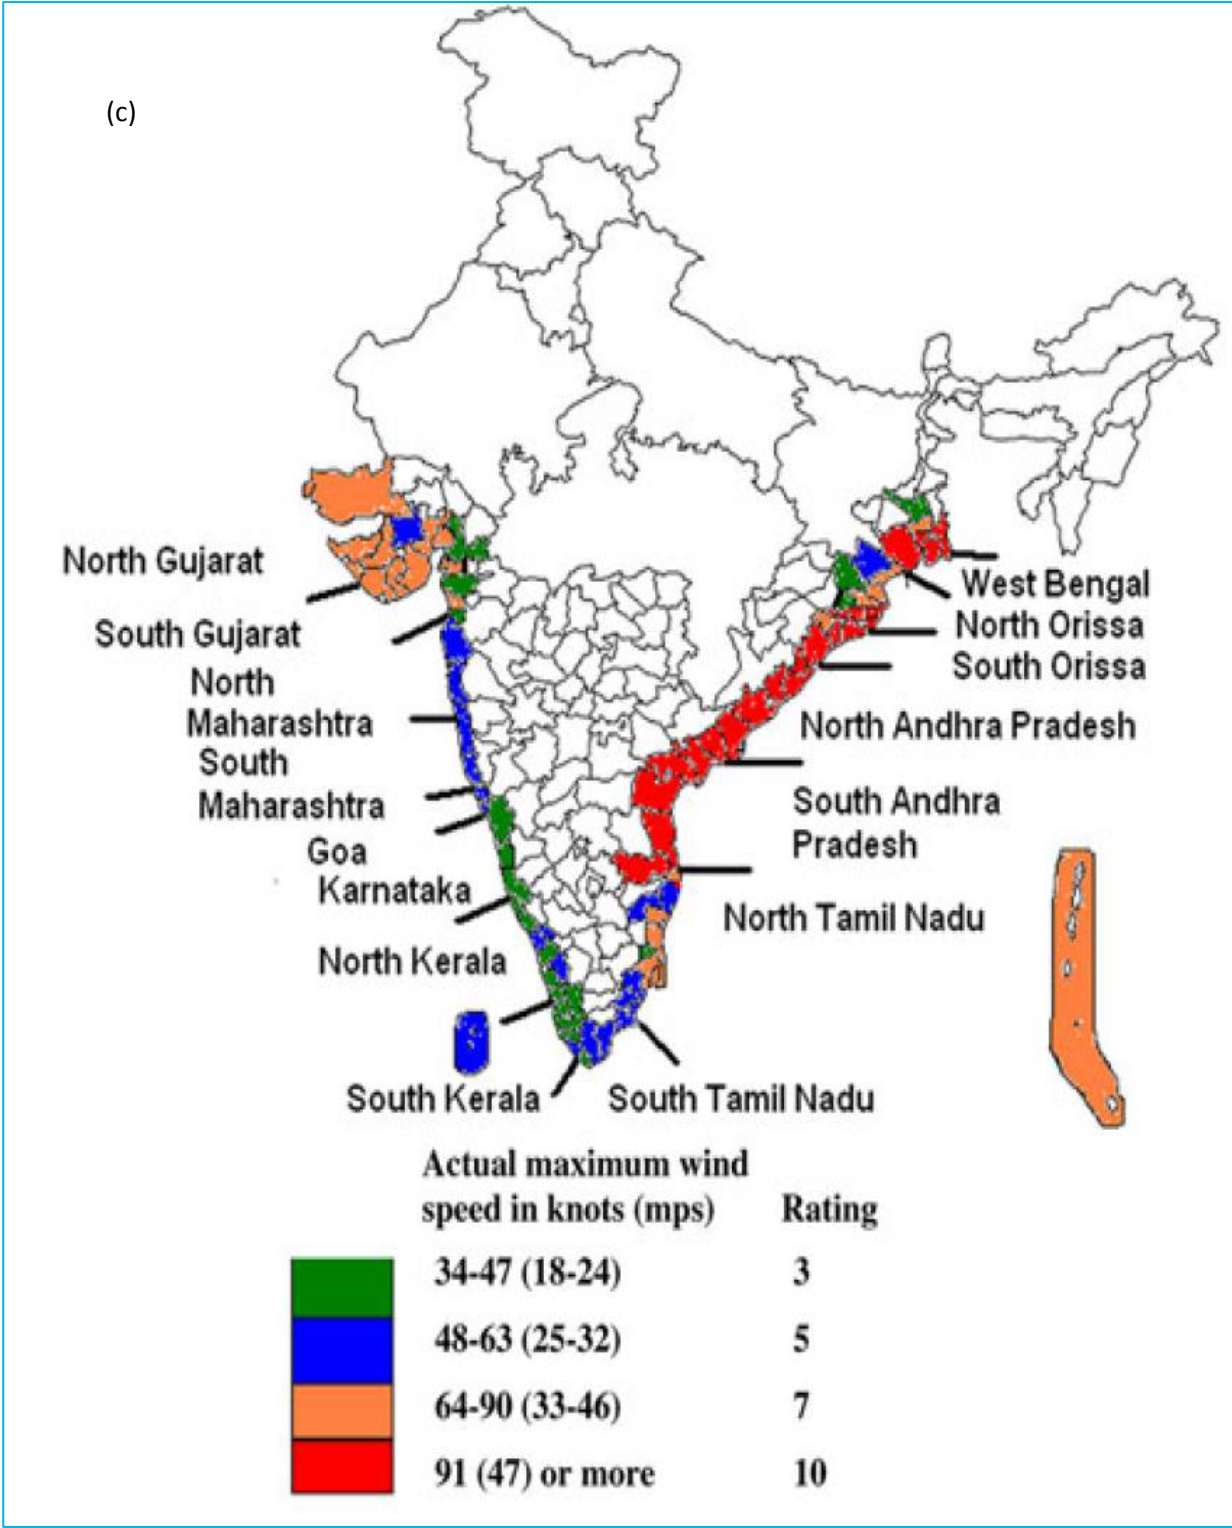 (c)
North Gujarat
South Gujarat
North
Maharashtra
South
Maharashtra
Goa
Karnataka
North Kerala
South Kerala
South Tamil Nadu
West Bengal
North Orissa
South Orissa
North Andhra Pradesh
South Andhra
Pradesh
North Tamil Nadu
Actual maximum wind
speed in knots (mps) Rating
34-47 (18-24) 3
48-63 (25-32) 5
64-90 (33-46) 7
91 (47) or more 10